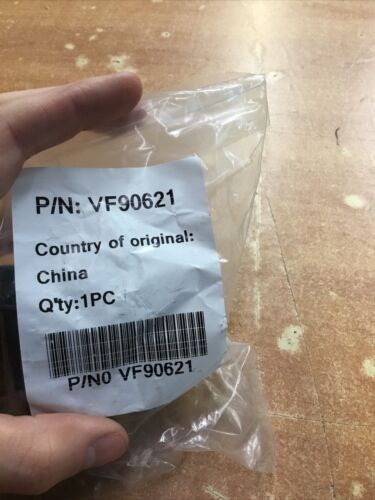 P/N: VF90621
Country of original:
China
Q'ty:1PC
P/N0 VF90621